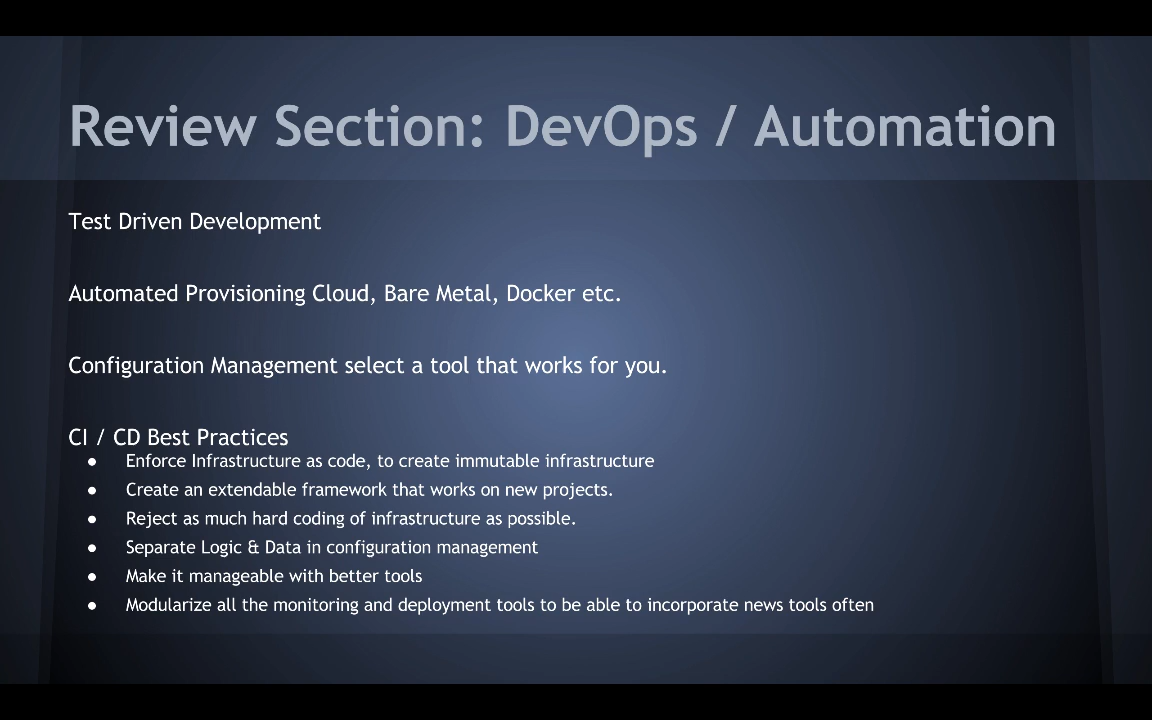 Review Section: DevOps / Automation
Test Driven Development
Automated Provisioning Cloud, Bare Metal, Docker etc.
Configuration Management select a tool that works for you.
CI / CD Best Practices
● Enforce Infrastructure as code, to create immutable infrastructure
● Create an extendable framework that works on new projects.
● Reject as much hard coding of infrastructure as possible.
● Separate Logic & Data in configuration management
● Make it manageable with better tools
● Modularize all the monitoring and deployment tools to be able to incorporate news tools often